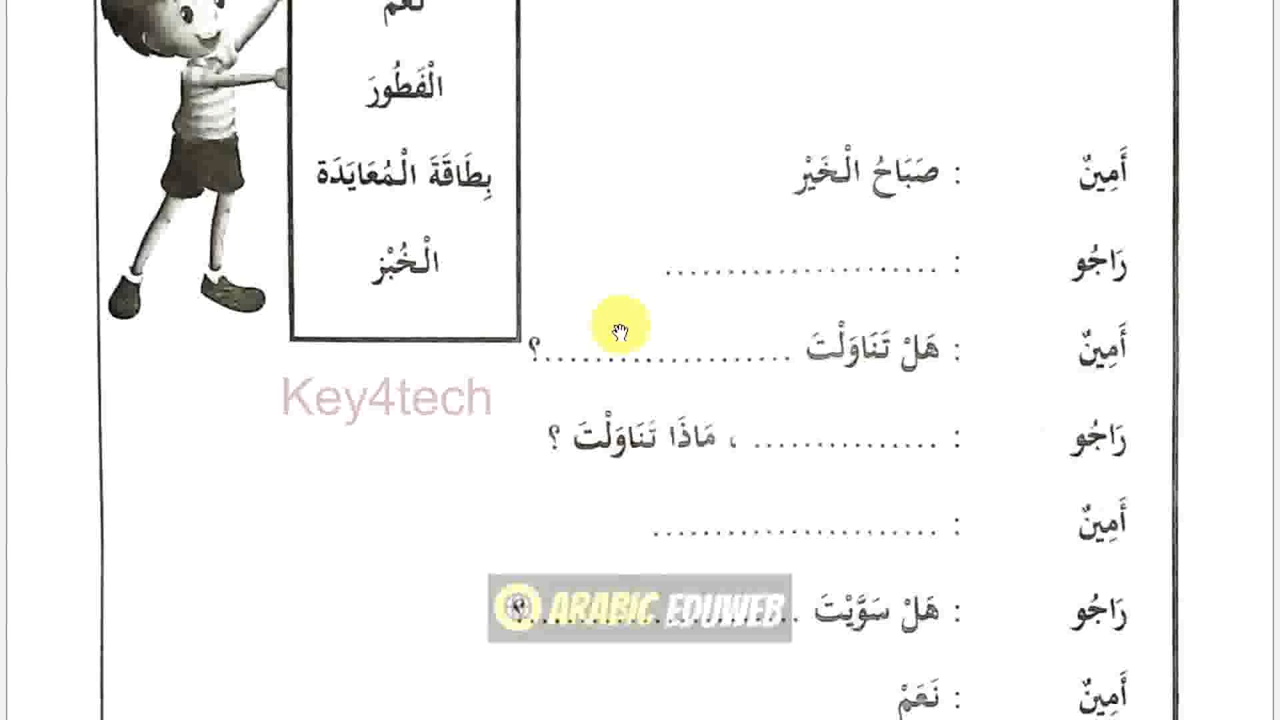 نَعَمْ
الْفَطُورَ
بِطَاقَةَ الْمُعَايَدَة
الْخُبْز
أَمِينٌ : صَبَاحُ الْخَيْر
رَاجُو : ......................
أَمِينٌ : هَلْ تَنَاوَلْتَ ....................؟
رَاجُو : ............... ، مَاذَا تَنَاوَلْتَ ؟
أَمِينٌ : .......................
رَاجُو : هَلْ سَوَّيْتَ .......................؟
أَمِينٌ : نَعَمْ
Key4tech
ARABIC EDUWEB